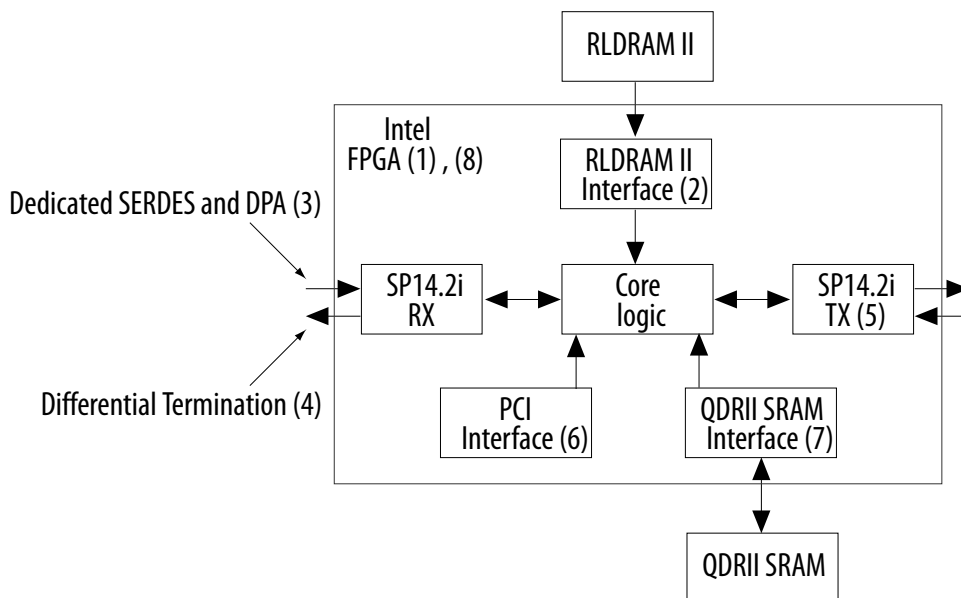 RLDRAM II
Intel
FPGA (1) , (8)
RLDRAM II
Interface (2)
Dedicated SERDES and DPA (3)
SP14.2i
RX
Core
logic
SP14.2i
TX (5)
Differential Termination (4)
PCI
Interface (6)
QDRII SRAM
Interface (7)
QDRII SRAM